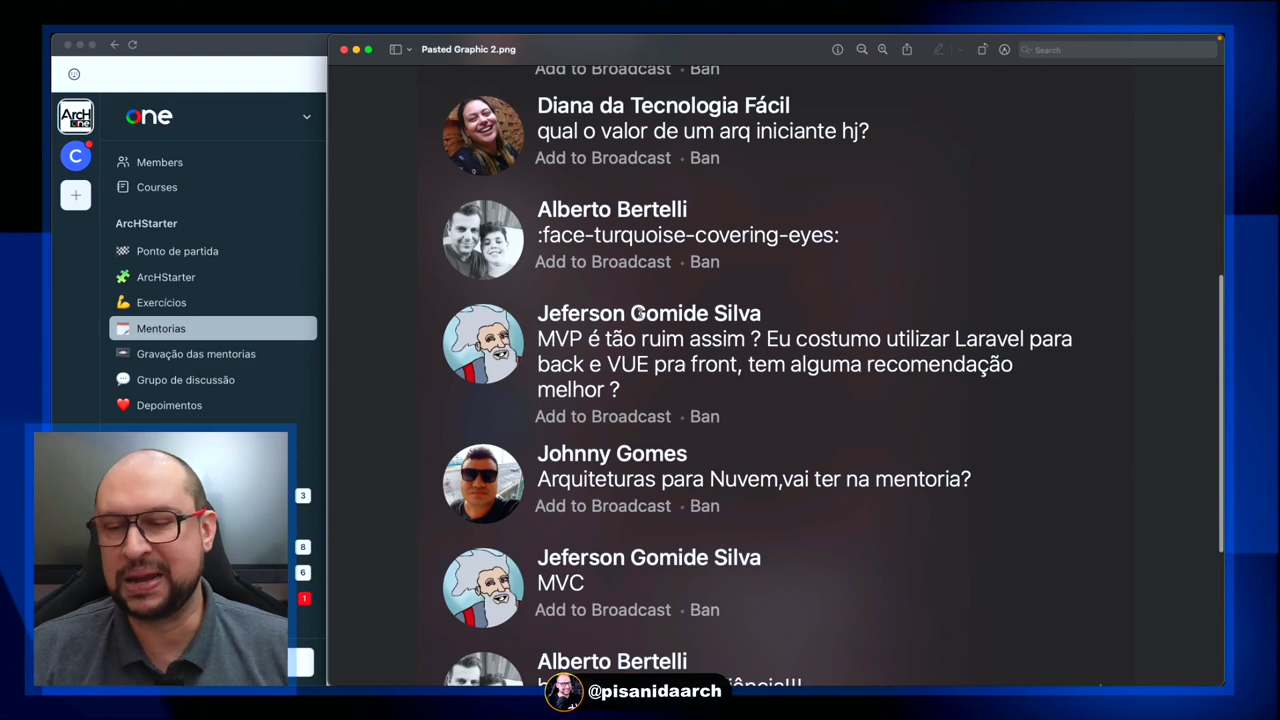 Pasted Graphic 2.png
Search
ArcH
One
one
C
Members
Courses
ArcHStarter
Ponto de partida
ArcHStarter
Exercícios
Mentorias
Gravação das mentorias
Grupo de discussão
Depoimentos
3
8
6
1
Add to Broadcast • Ban
Diana da Tecnologia Fácil
qual o valor de um arq iniciante hj?
Add to Broadcast • Ban
Alberto Bertelli
:face-turquoise-covering-eyes:
Add to Broadcast • Ban
Jeferson Gomide Silva
MVP é tão ruim assim ? Eu costumo utilizar Laravel para
back e VUE pra front, tem alguma recomendação
melhor ?
Add to Broadcast • Ban
Johnny Gomes
Arquiteturas para Nuvem,vai ter na mentoria?
Add to Broadcast • Ban
Jeferson Gomide Silva
MVC
Add to Broadcast • Ban
Alberto Bertelli
@pisanidaarch